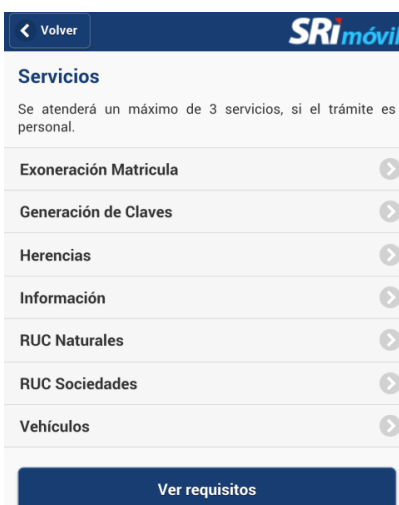 Volver
SRi móvil
Servicios
Se atenderá un máximo de 3 servicios, si el trámite es
personal.
Exoneración Matricula
Generación de Claves
Herencias
Información
RUC Naturales
RUC Sociedades
Vehículos
Ver requisitos